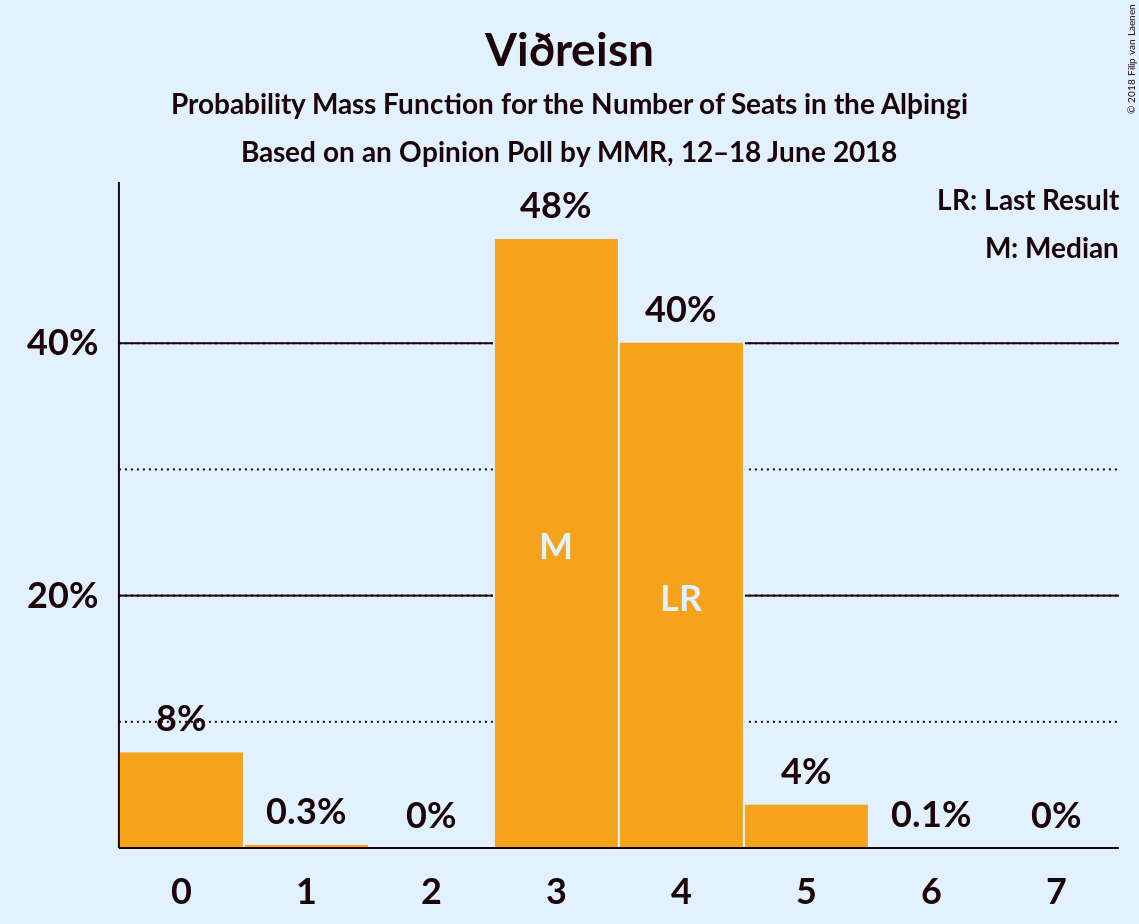 Viðreisn
Probability Mass Function for the Number of Seats in the Alþingi
Based on an Opinion Poll by MMR, 12–18 June 2018
© 2018 Filip van Laenen
LR: Last Result
M: Median
48%
40%
40%
M
20%
LR
8%
4%
0.3%
0%
0.1%
0%
0
1
2
3
4
5
6
7